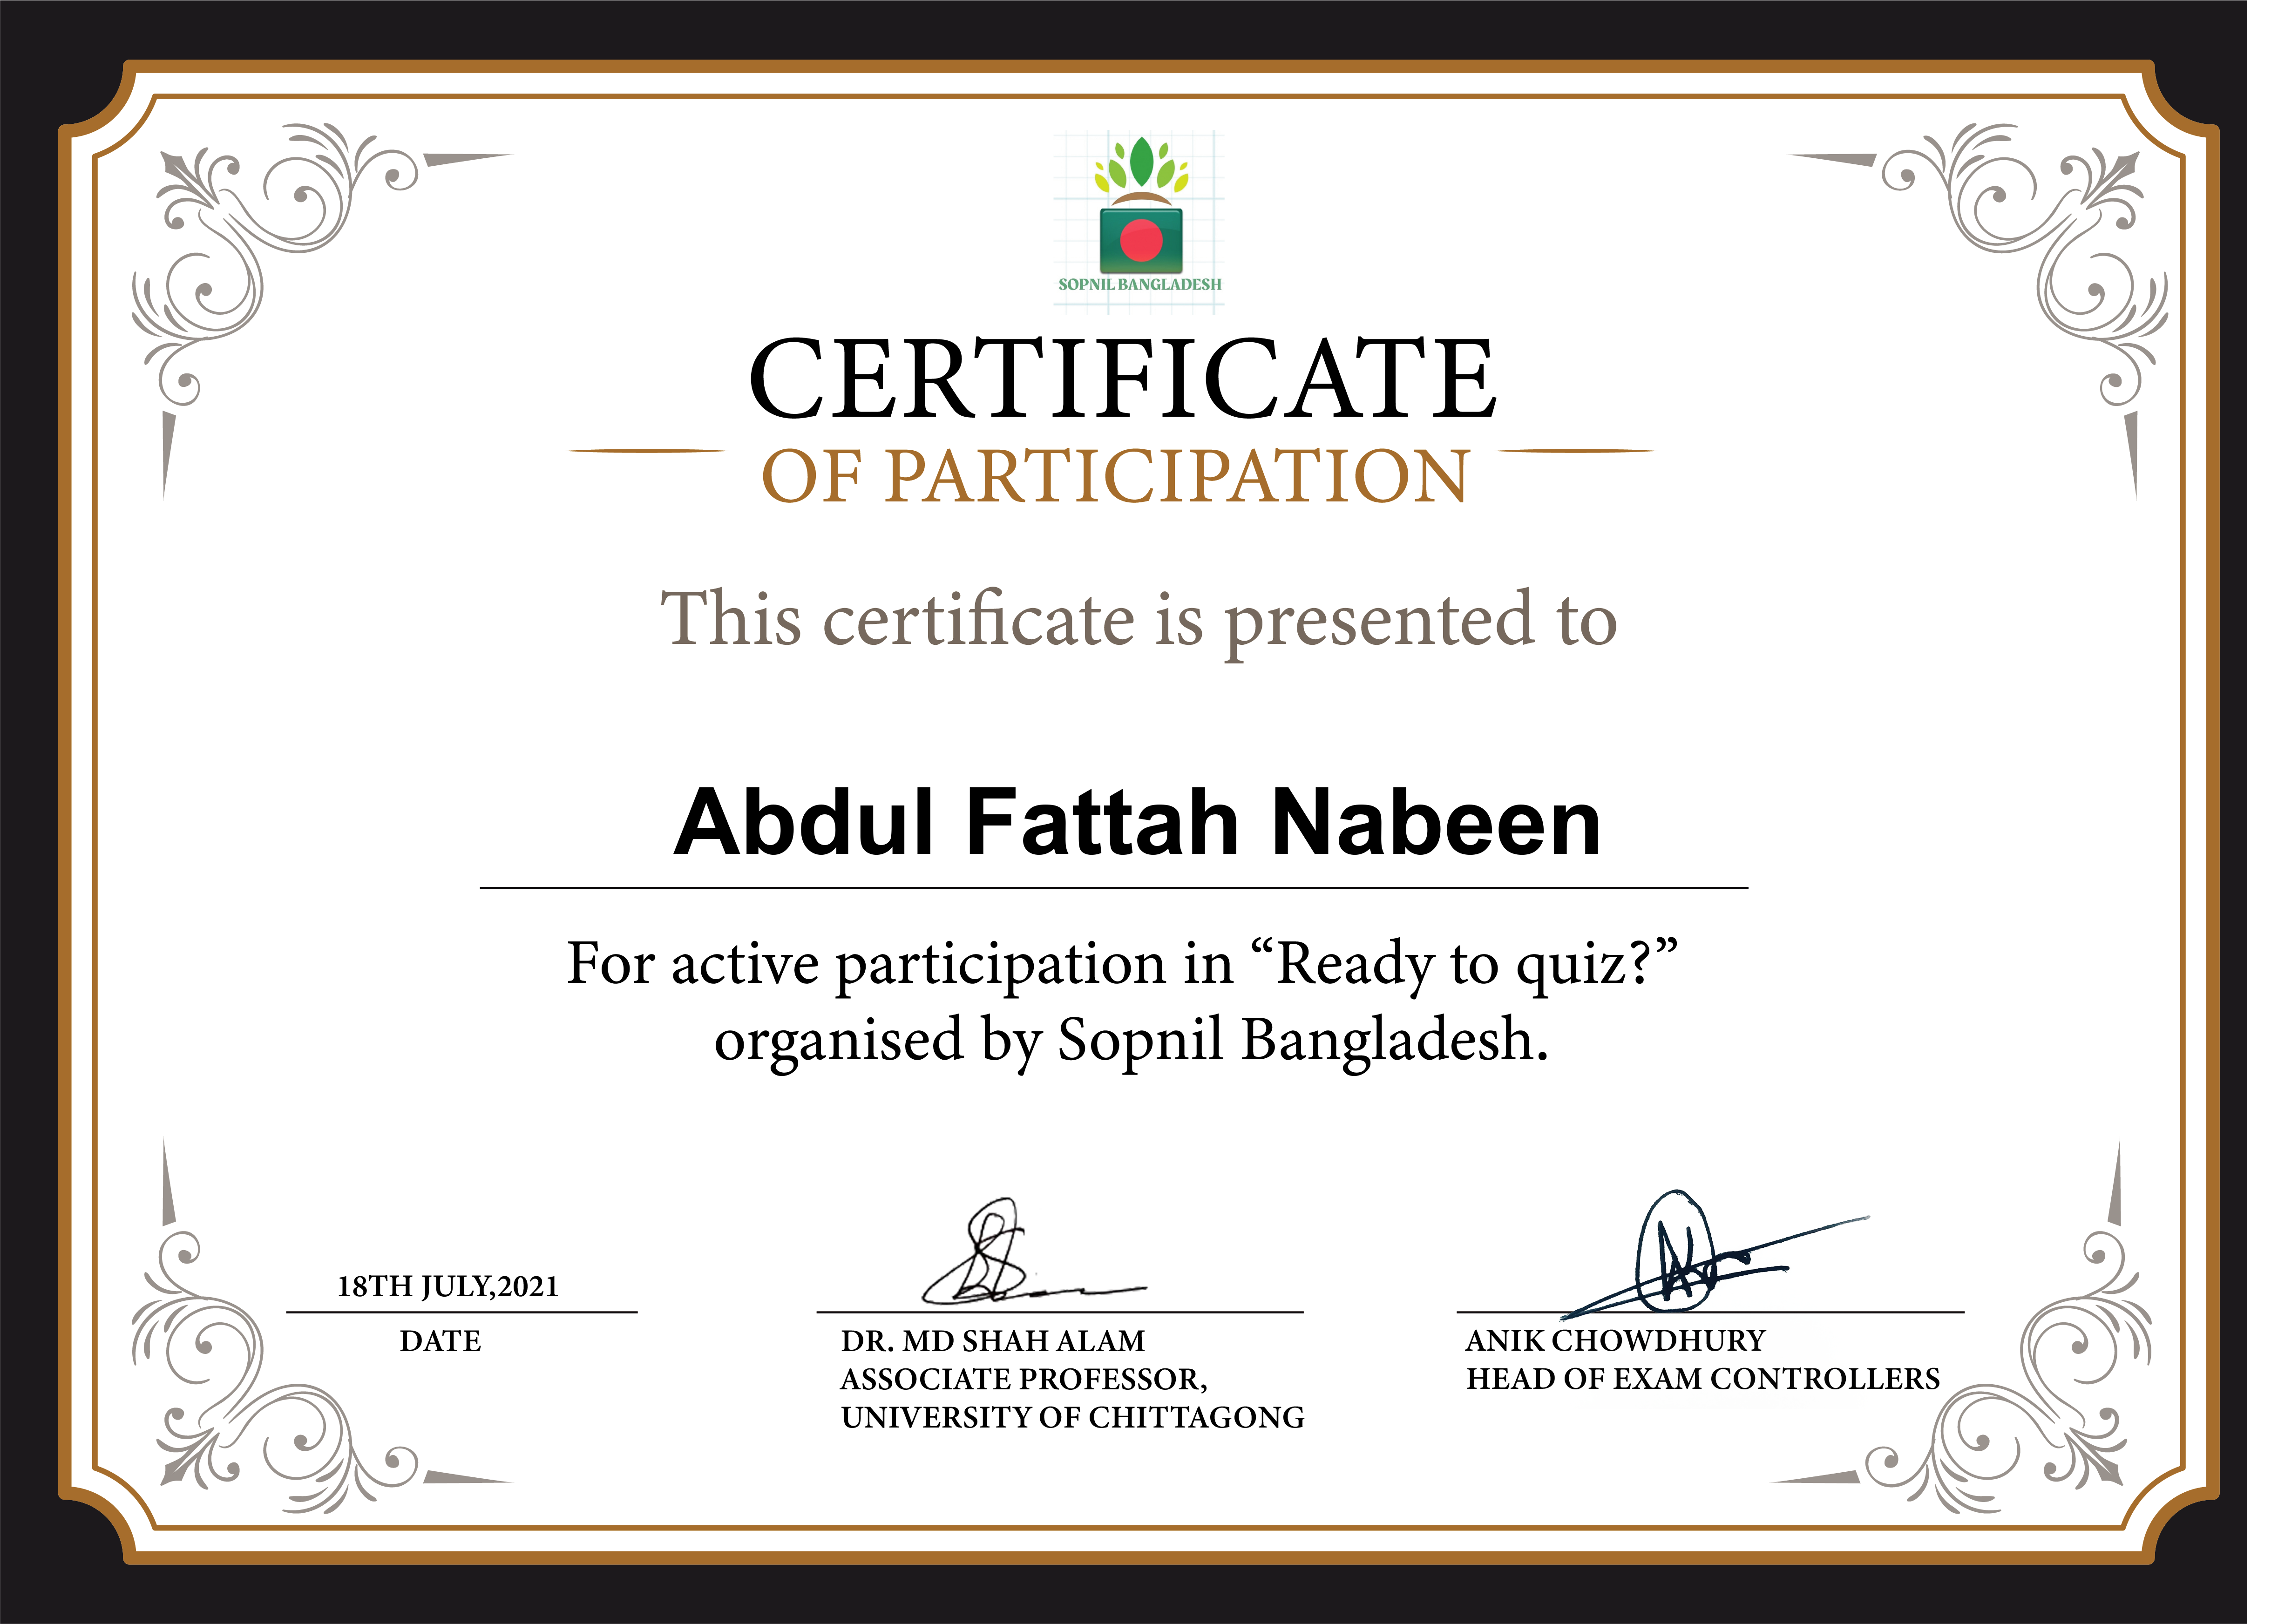 SOPNIL BANGLADESH
CERTIFICATE
OF PARTICIPATION
This certificate is presented to
Abdul Fattah Nabeen
For active participation in “Ready to quiz?”
organised by Sopnil Bangladesh.
18TH JULY,2021
DATE
DR. MD SHAH ALAM
ASSOCIATE PROFESSOR,
UNIVERSITY OF CHITTAGONG
ANIK CHOWDHURY
HEAD OF EXAM CONTROLLERS